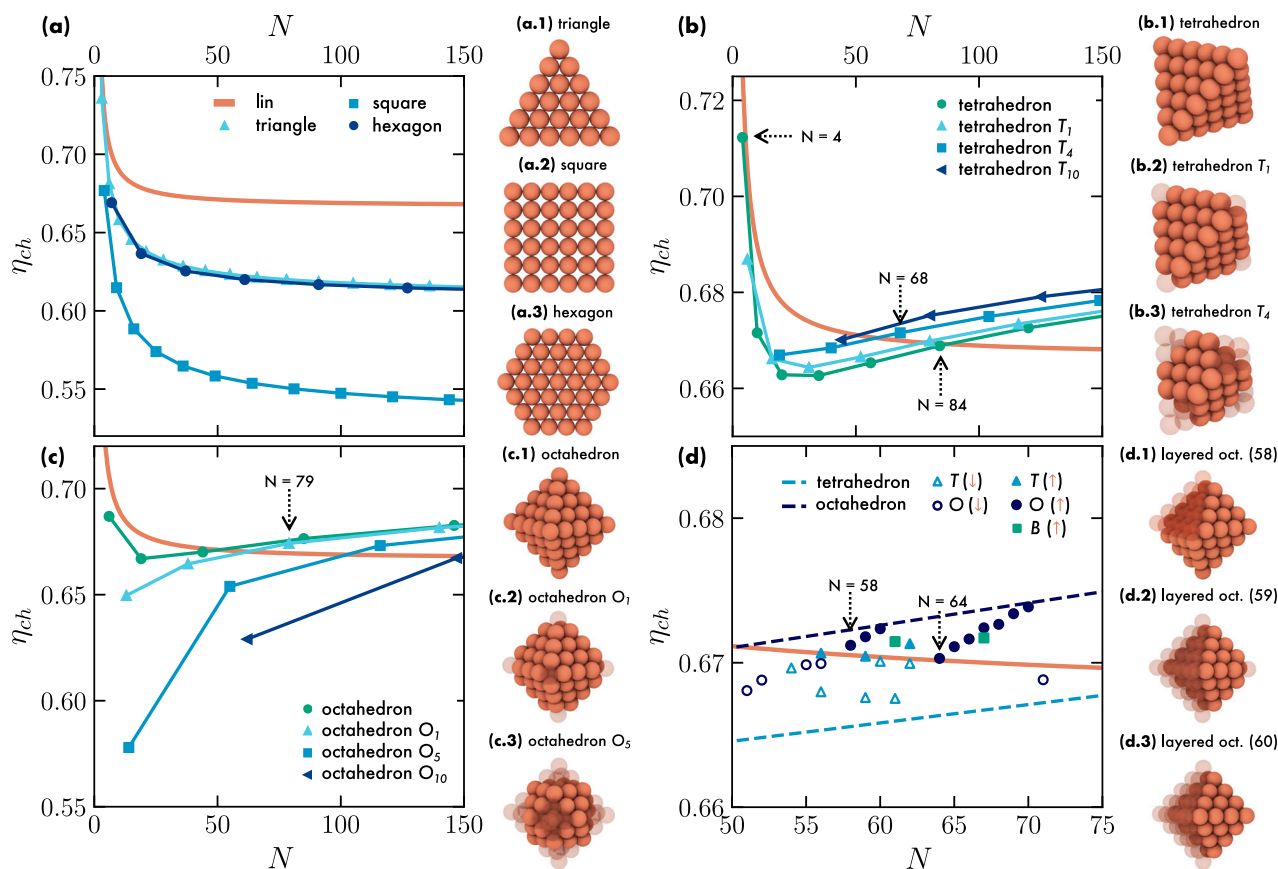 (a)
N
0 50 100 150
(a.1) triangle
0.75
0.70
0.65
0.60
0.55
η_ch
lin
triangle
square
hexagon
(a.2) square
(a.3) hexagon
(b)
N
0 50 100 150
(b.1) tetrahedron
0.72
0.70
0.68
0.66
η_ch
tetrahedron
tetrahedron T₁
tetrahedron T₄
tetrahedron T₁₀
N = 4
N = 68
N = 84
(b.2) tetrahedron T₁
(b.3) tetrahedron T₄
(c)
0.70
0.65
0.60
0.55
η_ch
N = 79
octahedron
octahedron O₁
octahedron O₅
octahedron O₁₀
0 50 100 150
N
(c.1) octahedron
(c.2) octahedron O₁
(c.3) octahedron O₅
(d)
0.68
0.67
0.66
η_ch
tetrahedron
octahedron
T (↓)
O (↓)
T (↑)
O (↑)
B (↑)
N = 58
N = 64
50 55 60 65 70 75
N
(d.1) layered oct. (58)
(d.2) layered oct. (59)
(d.3) layered oct. (60)